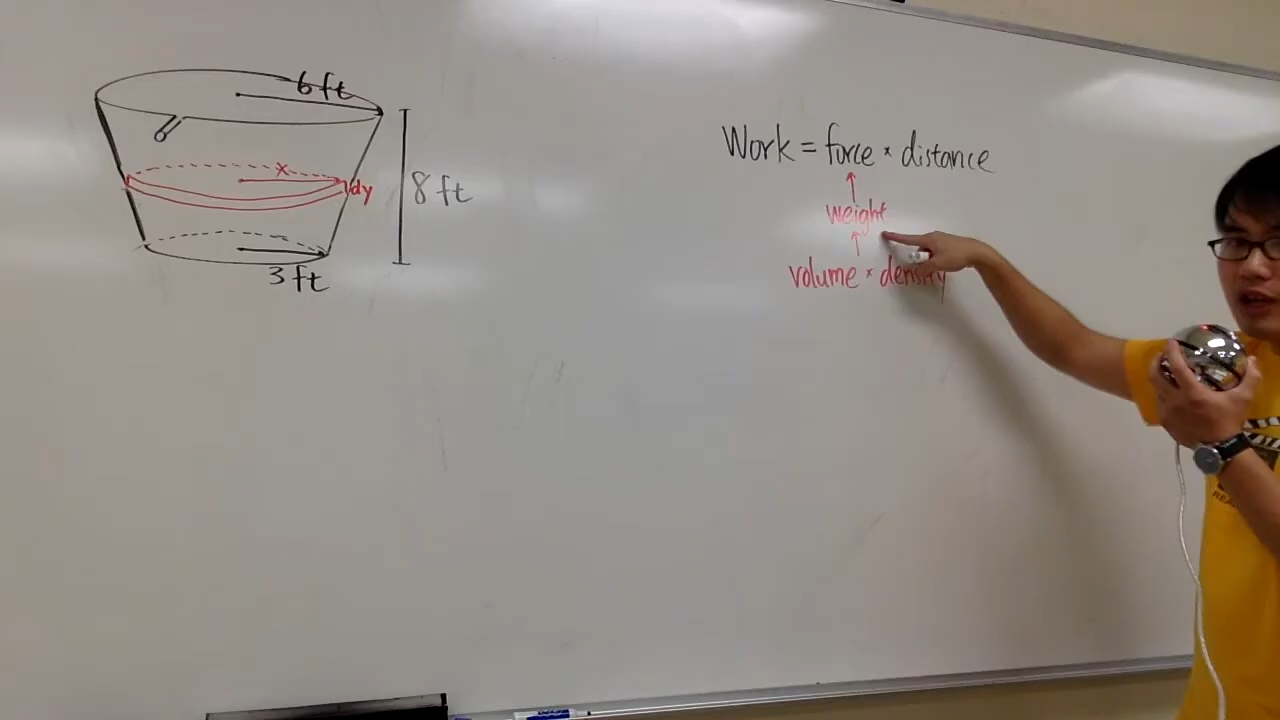 6 ft
x
dy
8 ft
3 ft
Work = force * distance
weight
volume * density